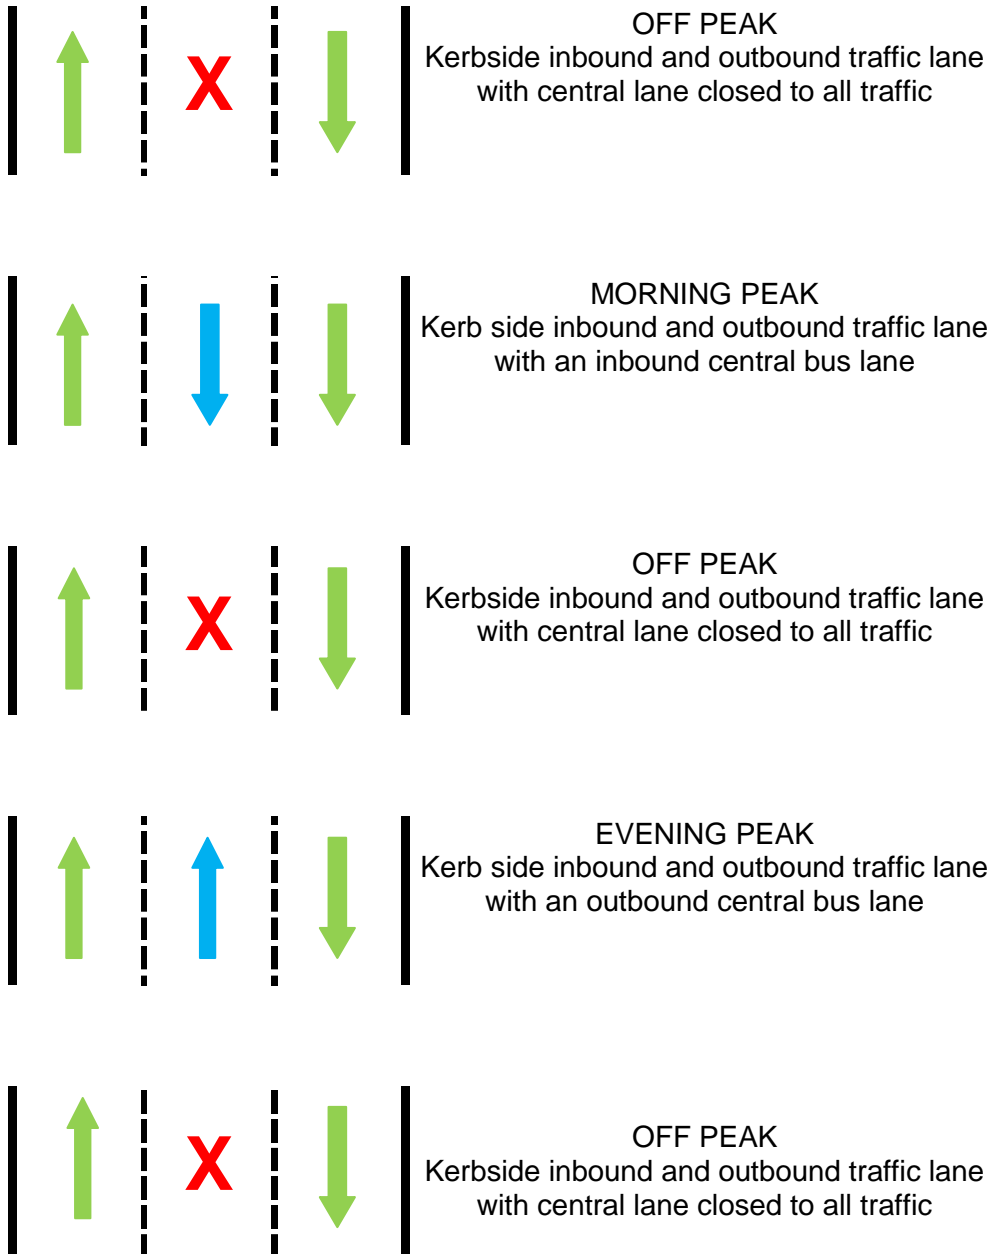 OFF PEAK
Kerbside inbound and outbound traffic lane
with central lane closed to all traffic
X
MORNING PEAK
Kerb side inbound and outbound traffic lane
with an inbound central bus lane
OFF PEAK
Kerbside inbound and outbound traffic lane
with central lane closed to all traffic
X
EVENING PEAK
Kerb side inbound and outbound traffic lane
with an outbound central bus lane
OFF PEAK
Kerbside inbound and outbound traffic lane
with central lane closed to all traffic
X